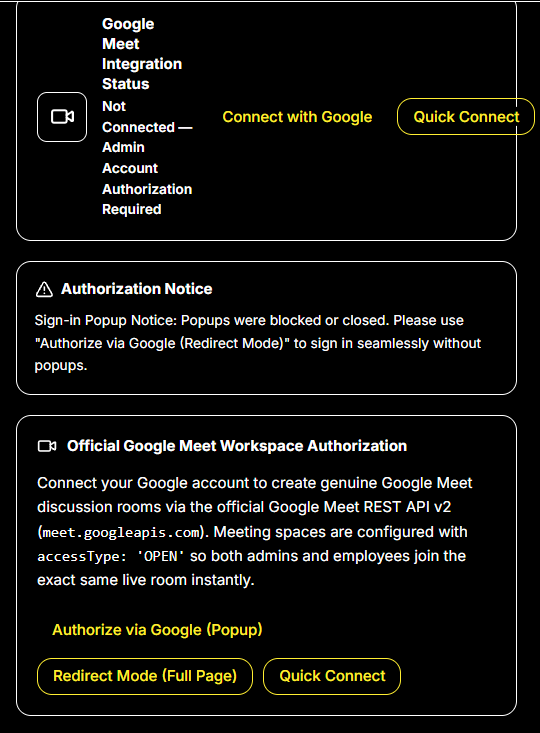 Google
Meet
Integration
Status
Not
Connected —
Admin
Account
Authorization
Required
Connect with Google
Quick Connect
Authorization Notice
Sign-in Popup Notice: Popups were blocked or closed. Please use
"Authorize via Google (Redirect Mode)" to sign in seamlessly without
popups.
Official Google Meet Workspace Authorization
Connect your Google account to create genuine Google Meet
discussion rooms via the official Google Meet REST API v2
(meet.googleapis.com). Meeting spaces are configured with
accessType: 'OPEN' so both admins and employees join the
exact same live room instantly.
Authorize via Google (Popup)
Redirect Mode (Full Page)
Quick Connect